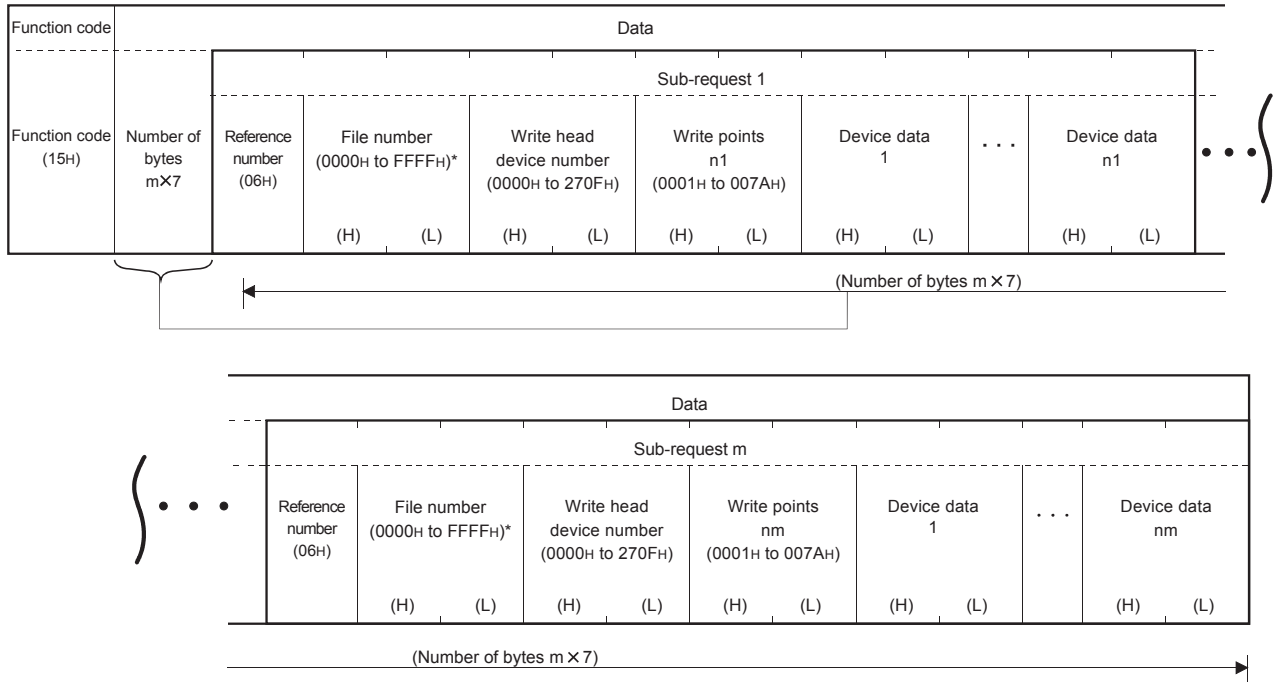 Function code
Data
Sub-request 1
Function code
(15H)
Number of
bytes
m×7
Reference
number
(06H)
File number
(0000H to FFFFH)*
(H) (L)
Write head
device number
(0000H to 270FH)
(H) (L)
Write points
n1
(0001H to 007AH)
(H) (L)
Device data
1
(H) (L)
· · ·
Device data
n1
(H) (L)
• • •
(Number of bytes m×7)
Data
Sub-request m
• • •
Reference
number
(06H)
File number
(0000H to FFFFH)*
(H) (L)
Write head
device number
(0000H to 270FH)
(H) (L)
Write points
nm
(0001H to 007AH)
(H) (L)
Device data
1
(H) (L)
· · ·
Device data
nm
(H) (L)
(Number of bytes m×7)